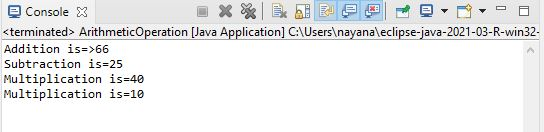 Console
<terminated> ArithmeticOperation [Java Application] C:\Users\nayana\eclipse-java-2021-03-R-win32-
Addition is=>66
Subtraction is=25
Multiplication is=40
Multiplication is=10